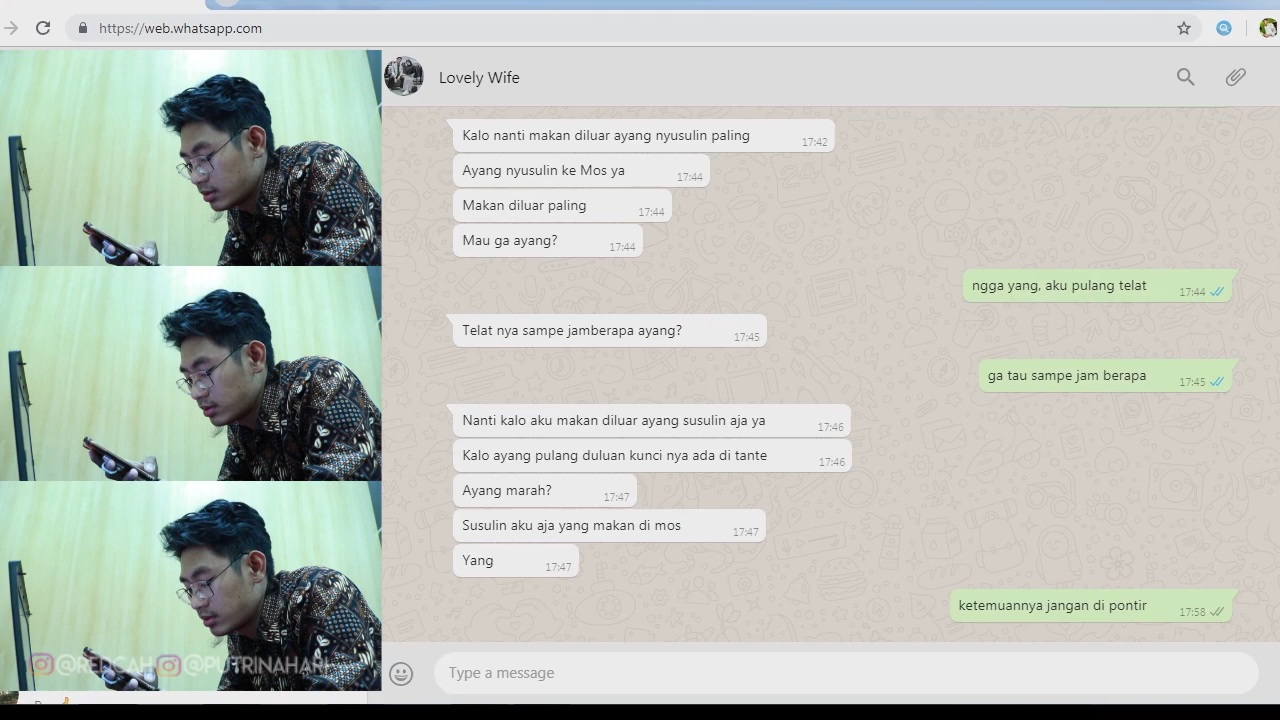 https://web.whatsapp.com
Lovely Wife
Kalo nanti makan diluar ayang nyusulin paling 17:42
Ayang nyusulin ke Mos ya 17:44
Makan diluar paling 17:44
Mau ga ayang? 17:44
ngga yang, aku pulang telat 17:44
Telat nya sampe jamberapa ayang? 17:45
ga tau sampe jam berapa 17:45
Nanti kalo aku makan diluar ayang susulin aja ya 17:46
Kalo ayang pulang duluan kunci nya ada di tante 17:46
Ayang marah? 17:47
Susulin aku aja yang makan di mos 17:47
Yang 17:47
ketemuannya jangan di pontir 17:58
@REDCAH @PUTRINAHARI
Type a message